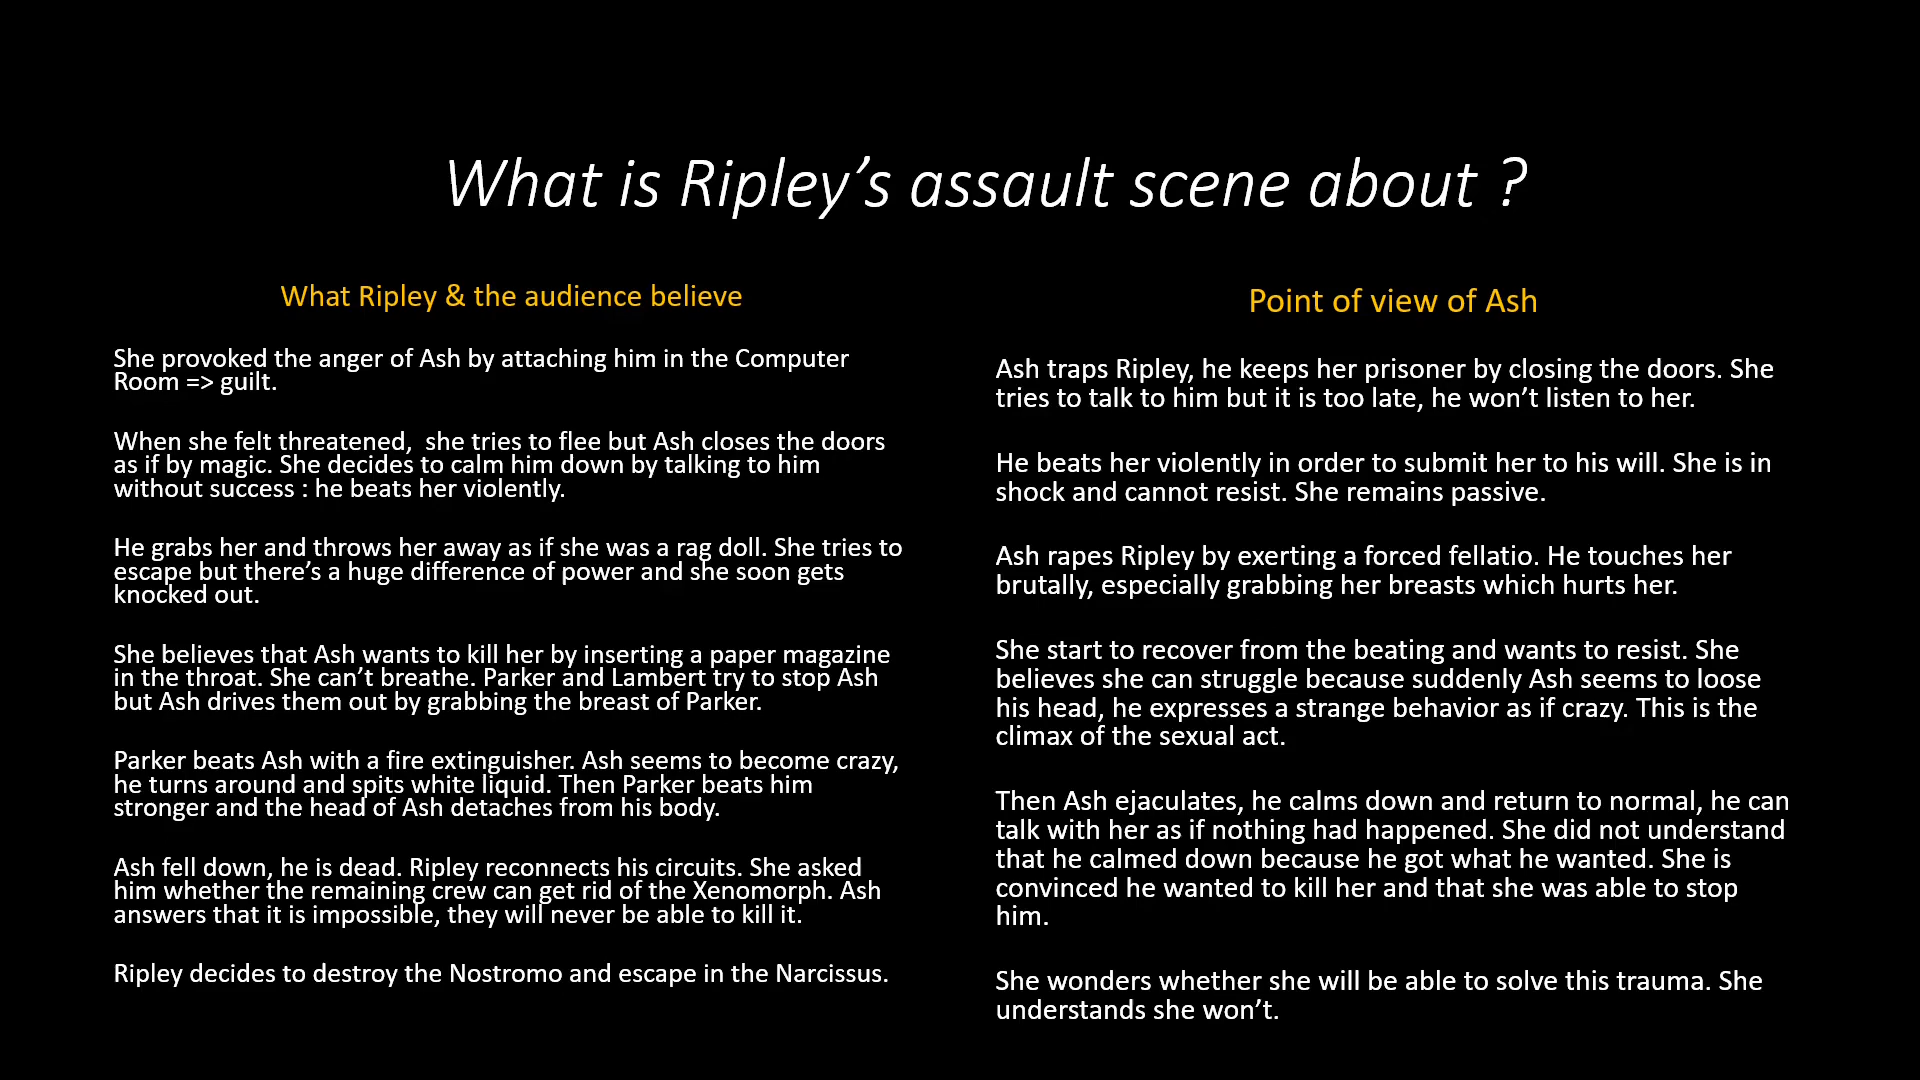 What is Ripley’s assault scene about ?
What Ripley & the audience believe
She provoked the anger of Ash by attaching him in the Computer
Room => guilt.
When she felt threatened,  she tries to flee but Ash closes the doors
as if by magic. She decides to calm him down by talking to him
without success : he beats her violently.
He grabs her and throws her away as if she was a rag doll. She tries to
escape but there’s a huge difference of power and she soon gets
knocked out.
She believes that Ash wants to kill her by inserting a paper magazine
in the throat. She can’t breathe. Parker and Lambert try to stop Ash
but Ash drives them out by grabbing the breast of Parker.
Parker beats Ash with a fire extinguisher. Ash seems to become crazy,
he turns around and spits white liquid. Then Parker beats him
stronger and the head of Ash detaches from his body.
Ash fell down, he is dead. Ripley reconnects his circuits. She asked
him whether the remaining crew can get rid of the Xenomorph. Ash
answers that it is impossible, they will never be able to kill it.
Ripley decides to destroy the Nostromo and escape in the Narcissus.
Point of view of Ash
Ash traps Ripley, he keeps her prisoner by closing the doors. She
tries to talk to him but it is too late, he won’t listen to her.
He beats her violently in order to submit her to his will. She is in
shock and cannot resist. She remains passive.
Ash rapes Ripley by exerting a forced fellatio. He touches her
brutally, especially grabbing her breasts which hurts her.
She start to recover from the beating and wants to resist. She
believes she can struggle because suddenly Ash seems to loose
his head, he expresses a strange behavior as if crazy. This is the
climax of the sexual act.
Then Ash ejaculates, he calms down and return to normal, he can
talk with her as if nothing had happened. She did not understand
that he calmed down because he got what he wanted. She is
convinced he wanted to kill her and that she was able to stop
him.
She wonders whether she will be able to solve this trauma. She
understands she won’t.